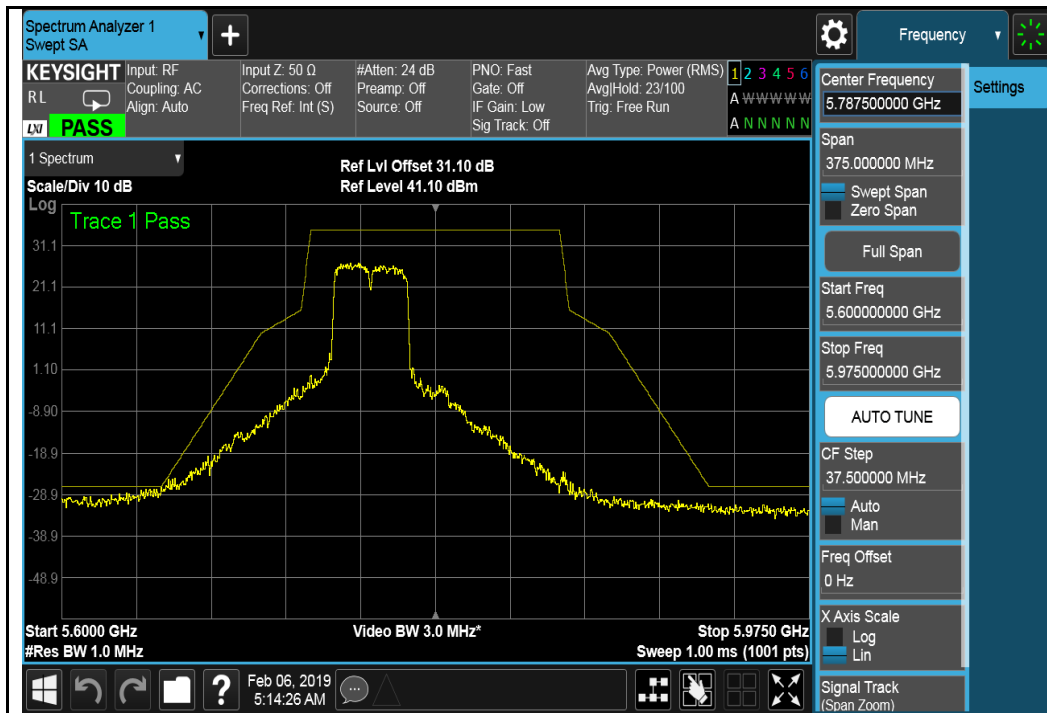 Spectrum Analyzer 1
Swept SA
Frequency
KEYSIGHT
RL
LXI PASS
Input: RF
Coupling: AC
Align: Auto
Input Z: 50 Ω
Corrections: Off
Freq Ref: Int (S)
#Atten: 24 dB
Preamp: Off
Source: Off
PNO: Fast
Gate: Off
IF Gain: Low
Sig Track: Off
Avg Type: Power (RMS)
Avg|Hold: 23/100
Trig: Free Run
1 2 3 4 5 6
A W W W W W
A N N N N N
1 Spectrum
Scale/Div 10 dB
Ref Lvl Offset 31.10 dB
Ref Level 41.10 dBm
Log
Trace 1 Pass
31.1
21.1
11.1
1.10
-8.90
-18.9
-28.9
-38.9
-48.9
Start 5.6000 GHz
#Res BW 1.0 MHz
Video BW 3.0 MHz*
Stop 5.9750 GHz
Sweep 1.00 ms (1001 pts)
Feb 06, 2019
5:14:26 AM
Center Frequency
5.787500000 GHz
Span
375.000000 MHz
Swept Span
Zero Span
Full Span
Start Freq
5.600000000 GHz
Stop Freq
5.975000000 GHz
AUTO TUNE
CF Step
37.500000 MHz
Auto
Man
Freq Offset
0 Hz
X Axis Scale
Log
Lin
Signal Track
(Span Zoom)
Settings